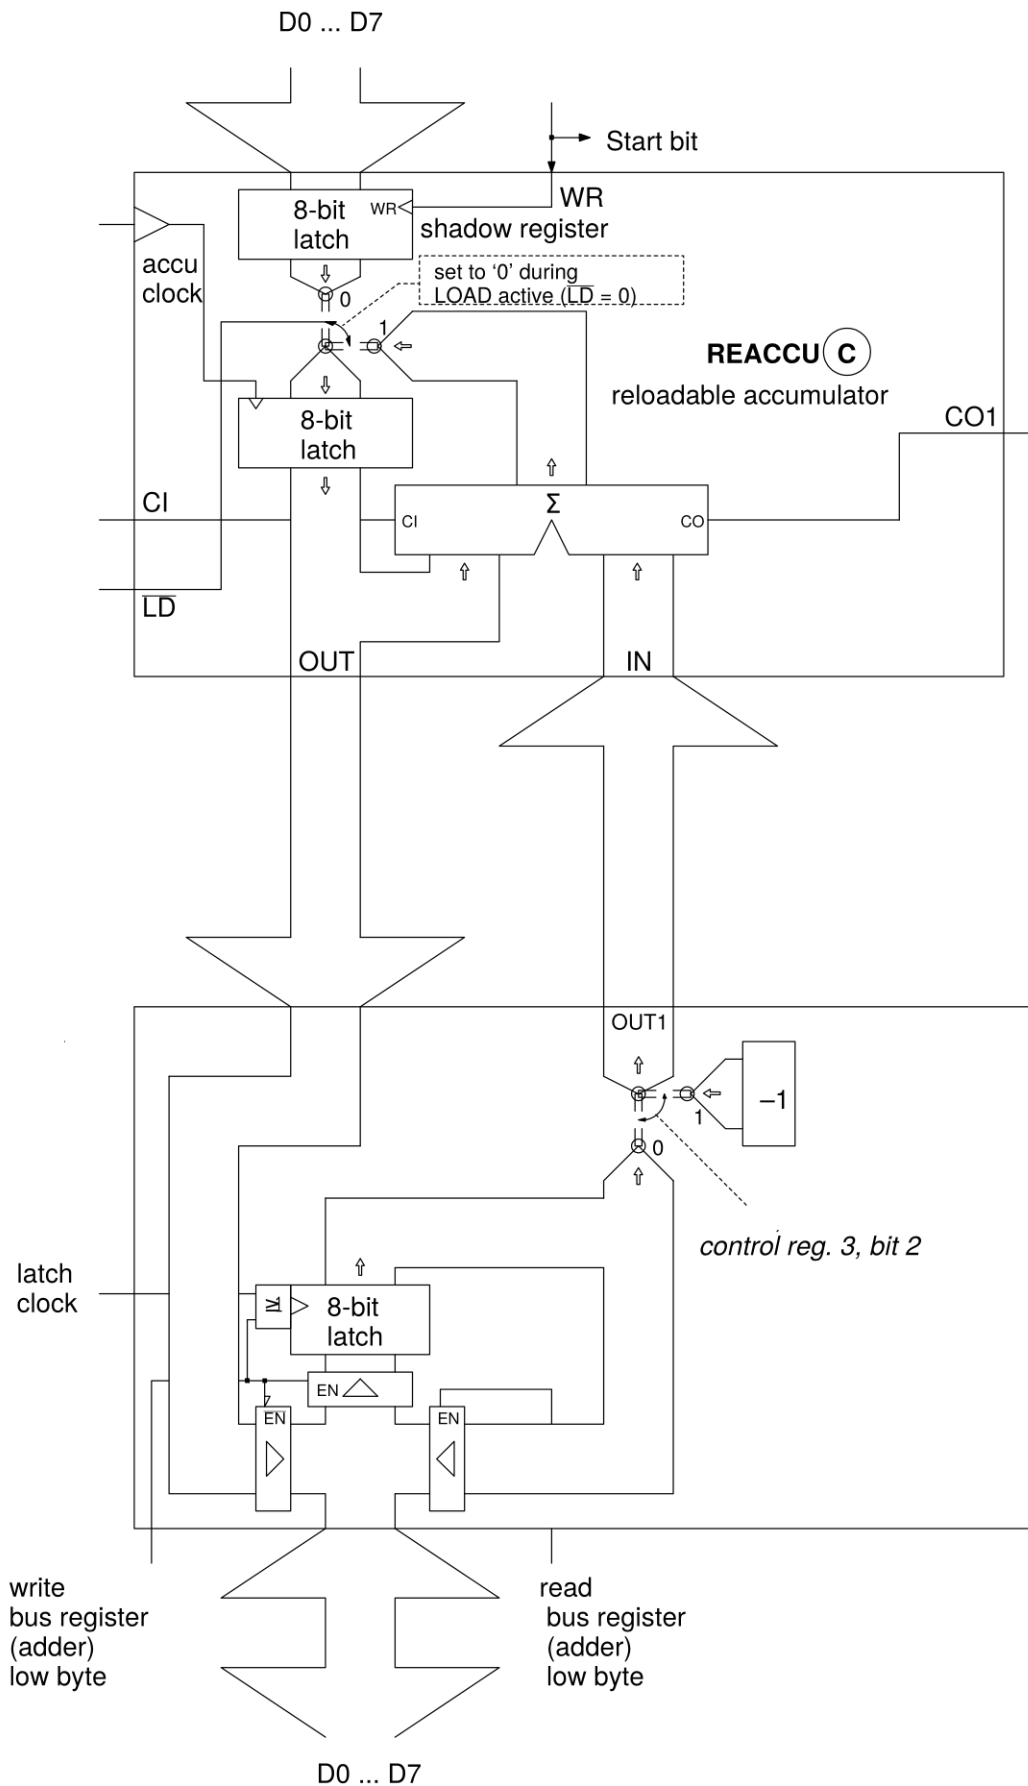 D0 ... D7
Start bit
WR
8-bit
latch
WR
shadow register
accu
clock
0
set to ‘0’ during
LOAD active (L̅D̅ = 0)
1
REACCU C
reloadable accumulator
8-bit
latch
CO1
CI
CI
Σ
CO
L̅D̅
OUT
IN
OUT1
–1
1
0
control reg. 3, bit 2
latch
clock
≥1
8-bit
latch
EN
E̅N̅
EN
write
bus register
(adder)
low byte
read
bus register
(adder)
low byte
D0 ... D7